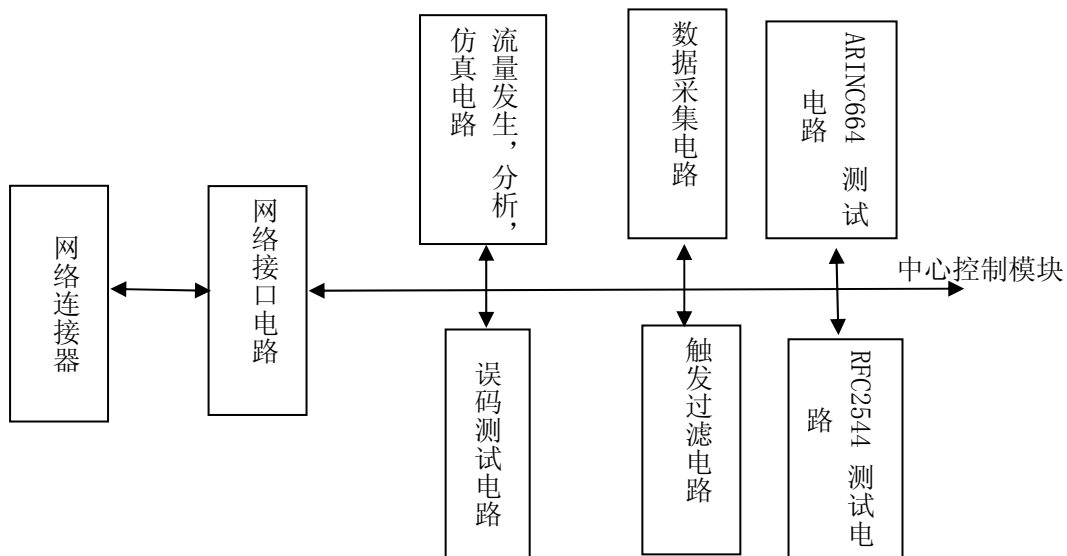 网络连接器
网络接口电路
流量发生，分析，
仿真电路
数据采集电路
ARINC664 测试
电路
中心控制模块
误码测试电路
触发过滤电路
RFC2544 测试电
路